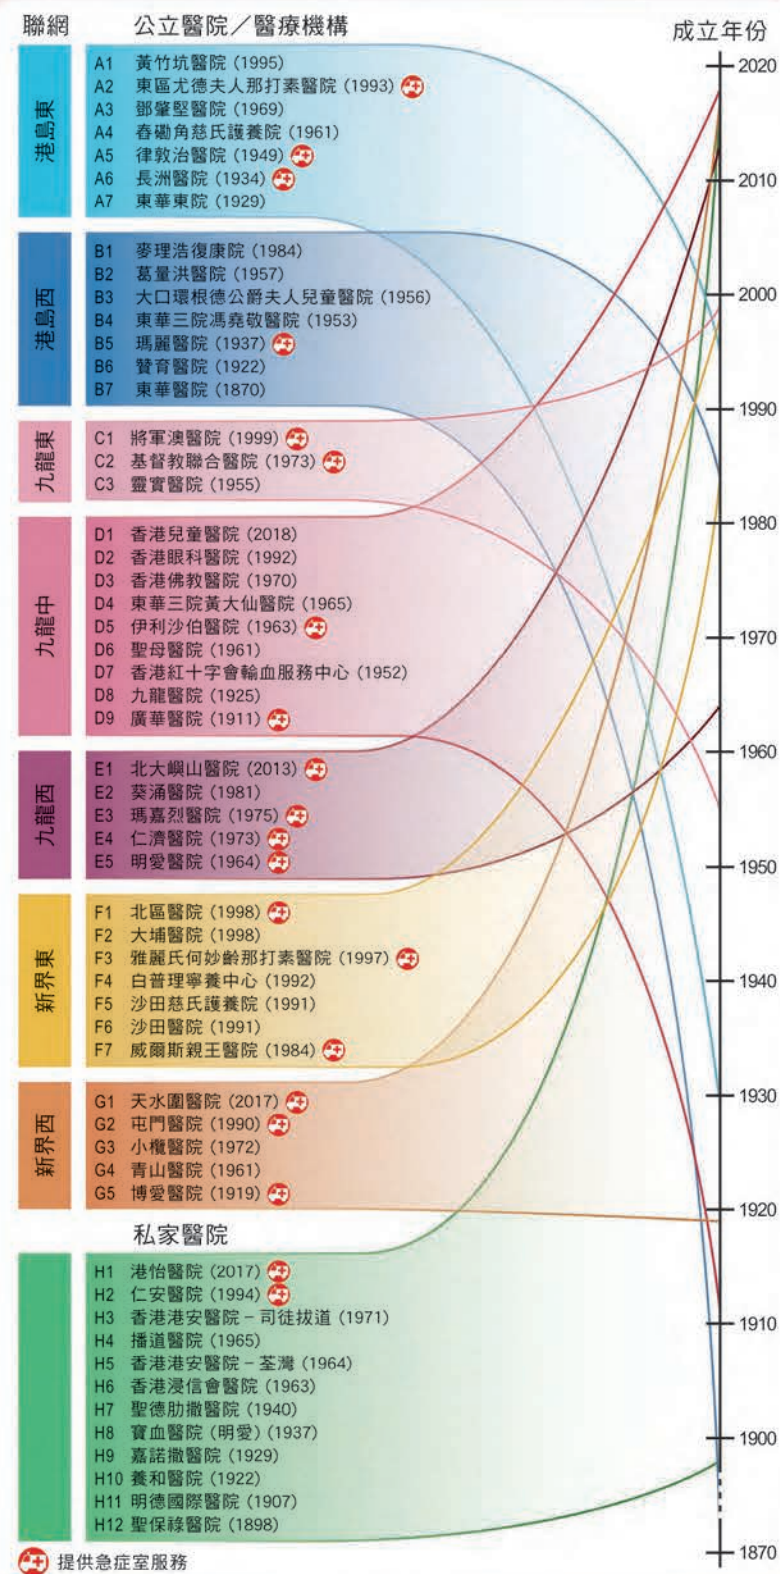 聯網 公立醫院／醫療機構 成立年份
港島東
A1 黃竹坑醫院 (1995)
A2 東區尤德夫人那打素醫院 (1993)
A3 鄧肇堅醫院 (1969)
A4 舂磡角慈氏護養院 (1961)
A5 律敦治醫院 (1949)
A6 長洲醫院 (1934)
A7 東華東院 (1929)
港島西
B1 麥理浩復康院 (1984)
B2 葛量洪醫院 (1957)
B3 大口環根德公爵夫人兒童醫院 (1956)
B4 東華三院馮堯敬醫院 (1953)
B5 瑪麗醫院 (1937)
B6 贊育醫院 (1922)
B7 東華醫院 (1870)
九龍東
C1 將軍澳醫院 (1999)
C2 基督教聯合醫院 (1973)
C3 靈實醫院 (1955)
九龍中
D1 香港兒童醫院 (2018)
D2 香港眼科醫院 (1992)
D3 香港佛教醫院 (1970)
D4 東華三院黃大仙醫院 (1965)
D5 伊利沙伯醫院 (1963)
D6 聖母醫院 (1961)
D7 香港紅十字會輸血服務中心 (1952)
D8 九龍醫院 (1925)
D9 廣華醫院 (1911)
九龍西
E1 北大嶼山醫院 (2013)
E2 葵涌醫院 (1981)
E3 瑪嘉烈醫院 (1975)
E4 仁濟醫院 (1973)
E5 明愛醫院 (1964)
新界東
F1 北區醫院 (1998)
F2 大埔醫院 (1998)
F3 雅麗氏何妙齡那打素醫院 (1997)
F4 白普理寧養中心 (1992)
F5 沙田慈氏護養院 (1991)
F6 沙田醫院 (1991)
F7 威爾斯親王醫院 (1984)
新界西
G1 天水圍醫院 (2017)
G2 屯門醫院 (1990)
G3 小欖醫院 (1972)
G4 青山醫院 (1961)
G5 博愛醫院 (1919)
私家醫院
H1 港怡醫院 (2017)
H2 仁安醫院 (1994)
H3 香港港安醫院－司徒拔道 (1971)
H4 播道醫院 (1965)
H5 香港港安醫院－荃灣 (1964)
H6 香港浸信會醫院 (1963)
H7 聖德肋撒醫院 (1940)
H8 寶血醫院 (明愛) (1937)
H9 嘉諾撒醫院 (1929)
H10 養和醫院 (1922)
H11 明德國際醫院 (1907)
H12 聖保祿醫院 (1898)
提供急症室服務
2020
2010
2000
1990
1980
1970
1960
1950
1940
1930
1920
1910
1900
1870